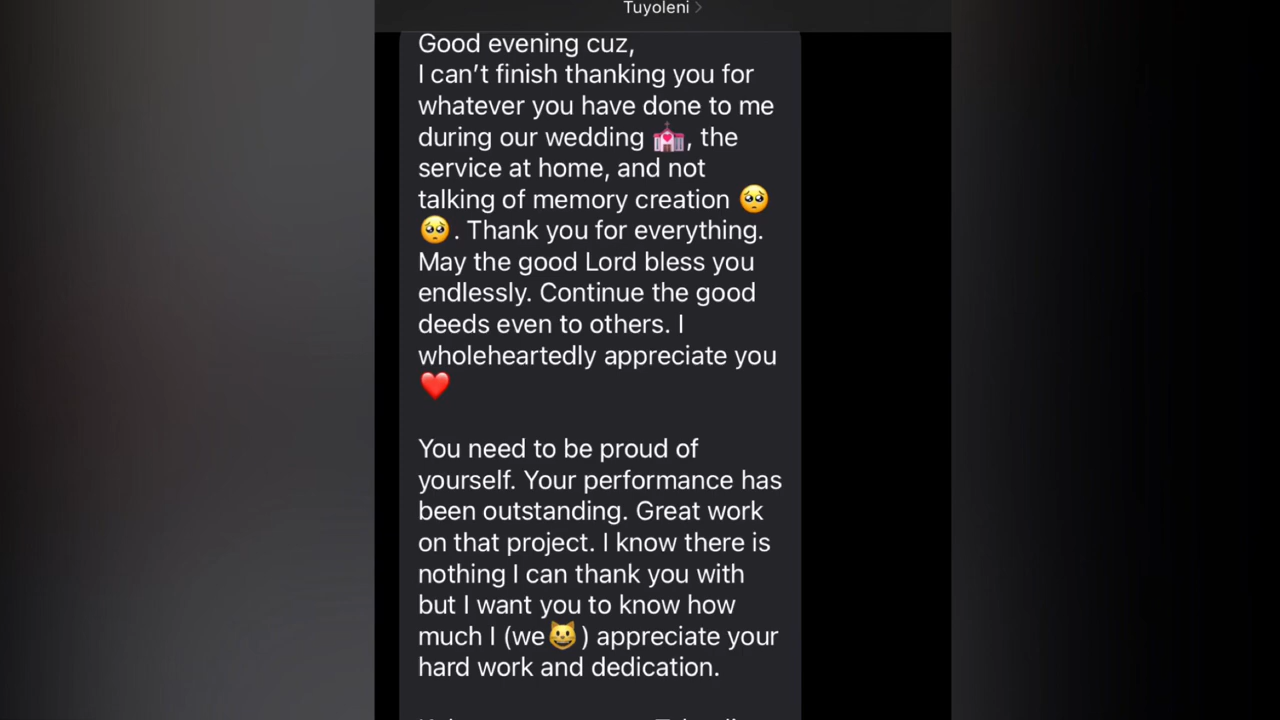 Tuyoleni
Good evening cuz,
I can’t finish thanking you for
whatever you have done to me
during our wedding 💒, the
service at home, and not
talking of memory creation 🥺
🥺. Thank you for everything.
May the good Lord bless you
endlessly. Continue the good
deeds even to others. I
wholeheartedly appreciate you
❤️
You need to be proud of
yourself. Your performance has
been outstanding. Great work
on that project. I know there is
nothing I can thank you with
but I want you to know how
much I (we😺) appreciate your
hard work and dedication.